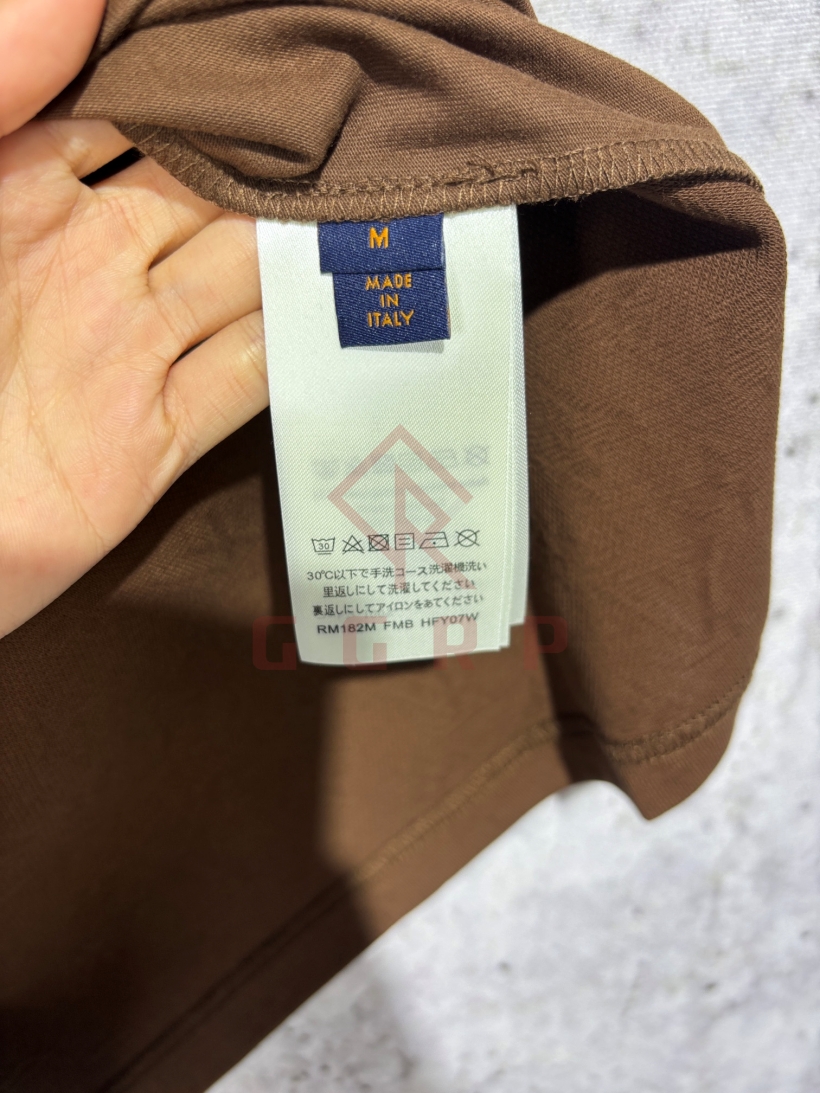 M
MADE
IN
ITALY
30
30℃以下で手洗コース洗濯機洗い
里返しにして洗濯してください
裏返しにしてアイロンをあてください
RM182M FMB HFY07W
GGRP